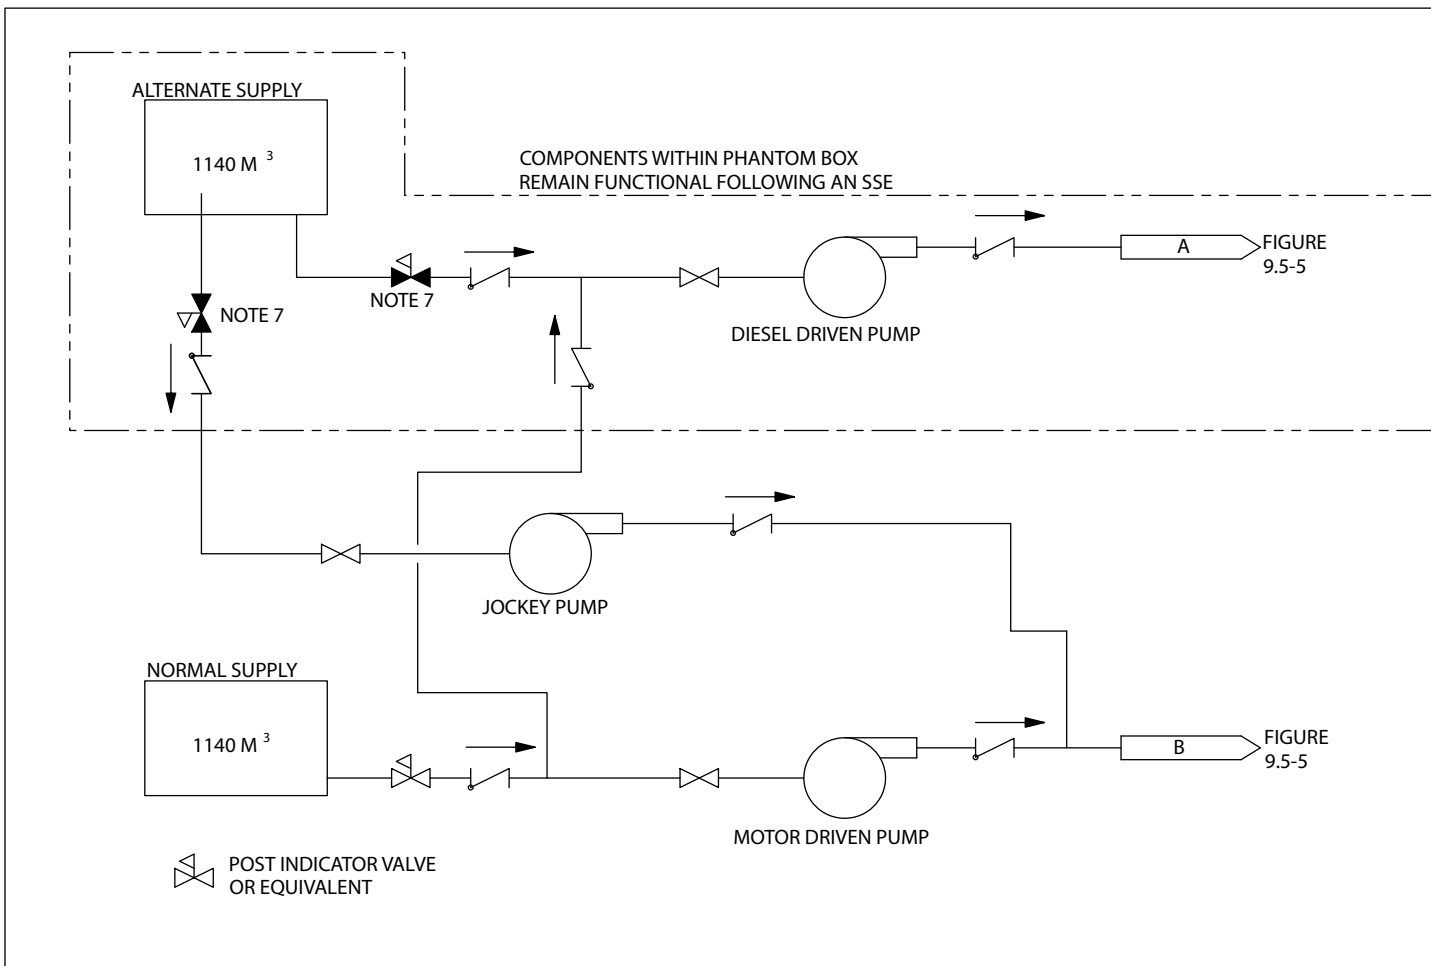 ALTERNATE SUPPLY
1140 M 3
COMPONENTS WITHIN PHANTOM BOX
REMAIN FUNCTIONAL FOLLOWING AN SSE
A
FIGURE
9.5-5
NOTE 7
NOTE 7
DIESEL DRIVEN PUMP
JOCKEY PUMP
NORMAL SUPPLY
1140 M 3
B
FIGURE
9.5-5
MOTOR DRIVEN PUMP
POST INDICATOR VALVE
OR EQUIVALENT